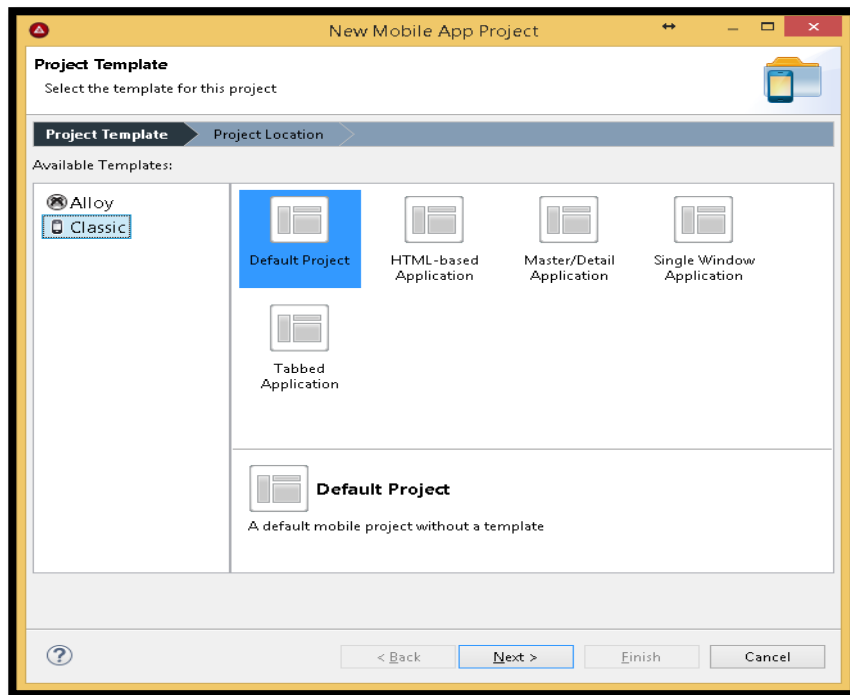 New Mobile App Project
Project Template
Select the template for this project
Project Template
Project Location
Available Templates:
Alloy
Classic
Default Project
HTML-based
Application
Master/Detail
Application
Single Window
Application
Tabbed
Application
Default Project
A default mobile project without a template
?
< Back
Next >
Finish
Cancel